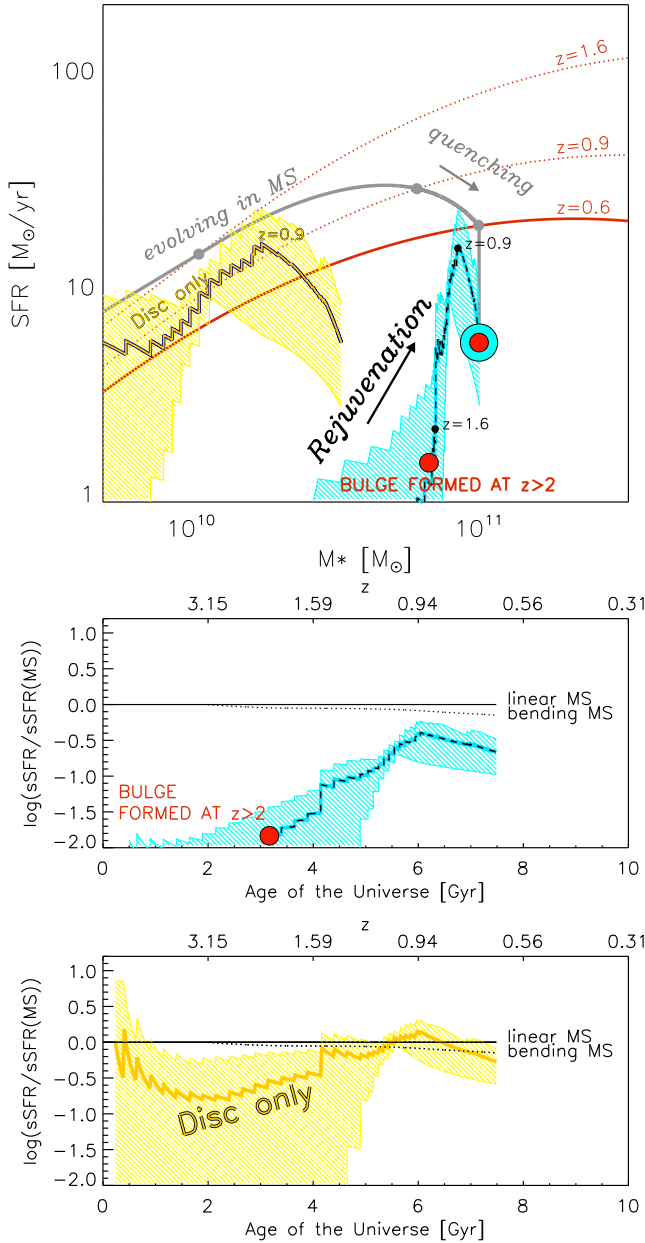 100
10
1
SFR [M⊙/yr]
z=1.6
z=0.9
z=0.6
quenching
evolving in MS
z=0.9
Disc only
z=0.9
Rejuvenation
z=1.6
BULGE FORMED AT z>2
10^10
10^11
M* [M⊙]
z
3.15 1.59 0.94 0.56 0.31
1.0
0.5
0.0
-0.5
-1.0
-1.5
-2.0
log(sSFR/sSFR(MS))
linear MS
bending MS
BULGE
FORMED AT z>2
0 2 4 6 8 10
Age of the Universe [Gyr]
z
3.15 1.59 0.94 0.56 0.31
1.0
0.5
0.0
-0.5
-1.0
-1.5
-2.0
log(sSFR/sSFR(MS))
linear MS
bending MS
Disc only
0 2 4 6 8 10
Age of the Universe [Gyr]